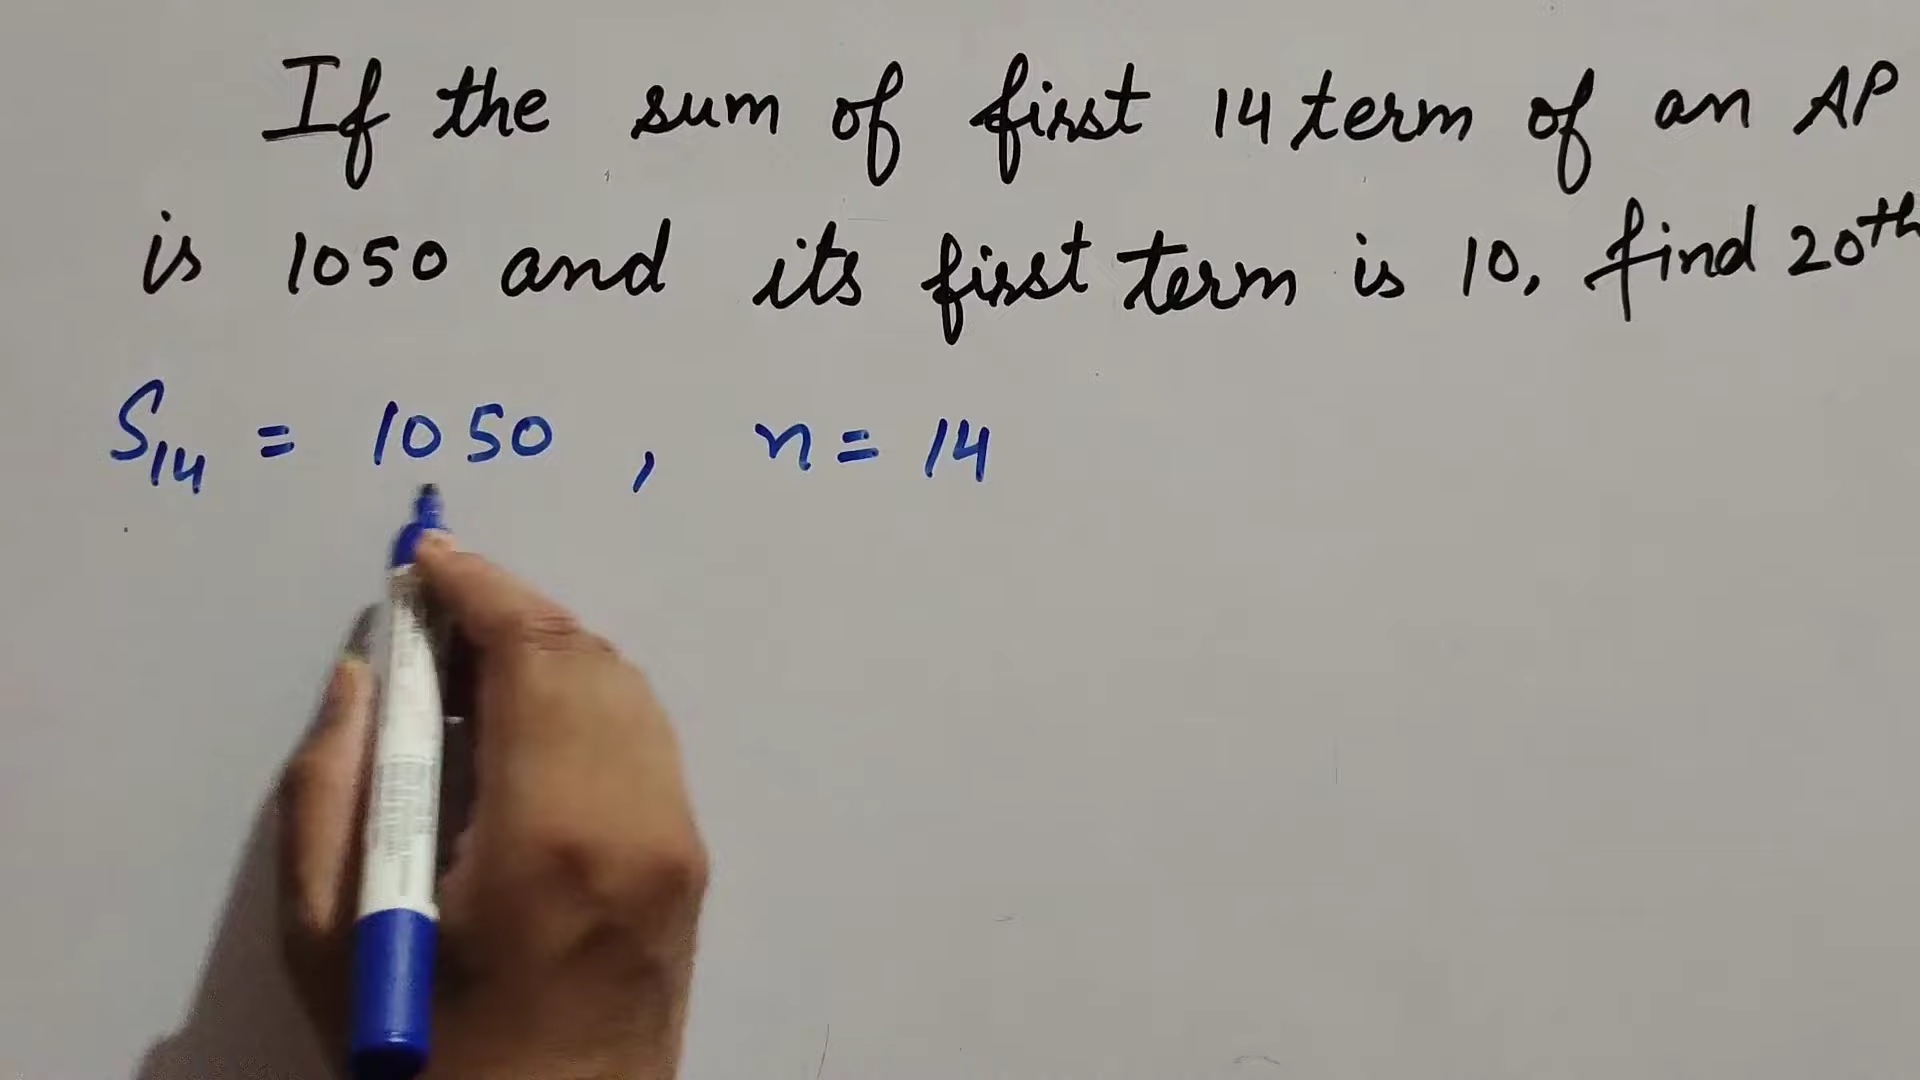 If the sum of first 14 term of an AP
is 1050 and its first term is 10, find 20th
S14 = 1050 , n = 14